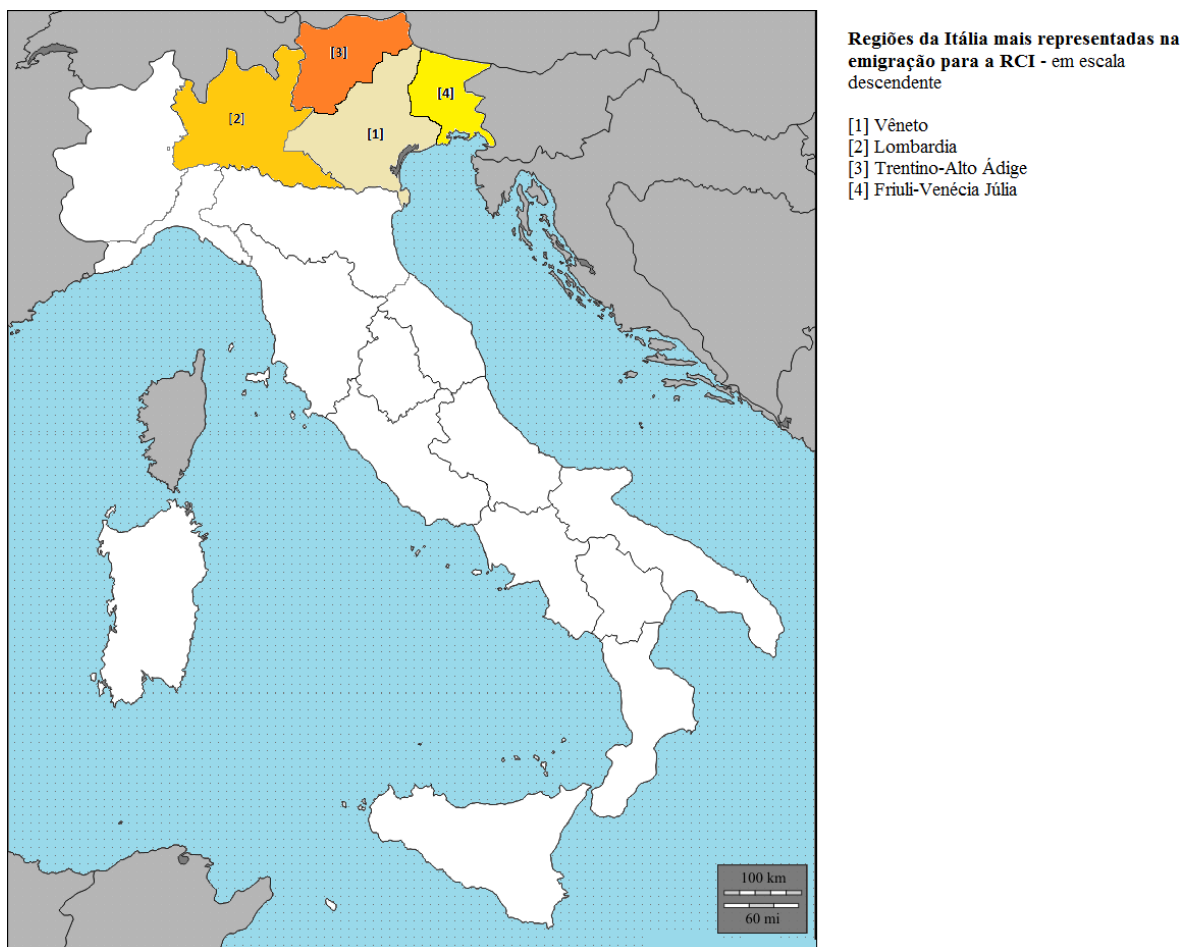 Regiões da Itália mais representadas na
emigração para a RCI - em escala
descendente
[1] Vêneto
[2] Lombardia
[3] Trentino-Alto Ádige
[4] Friuli-Venécia Júlia
[3]
[4]
[2]
[1]
100 km
60 mi